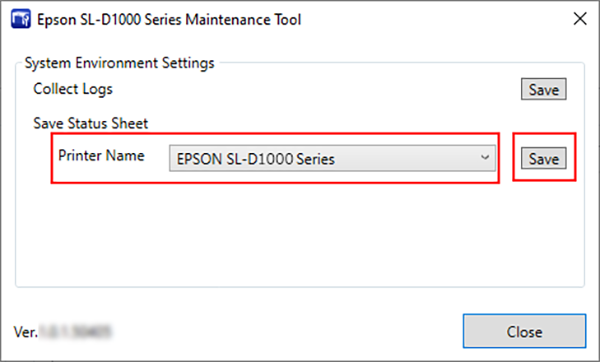 Epson SL-D1000 Series Maintenance Tool
System Environment Settings
Collect Logs Save
Save Status Sheet
Printer Name EPSON SL-D1000 Series Save
Ver. Close